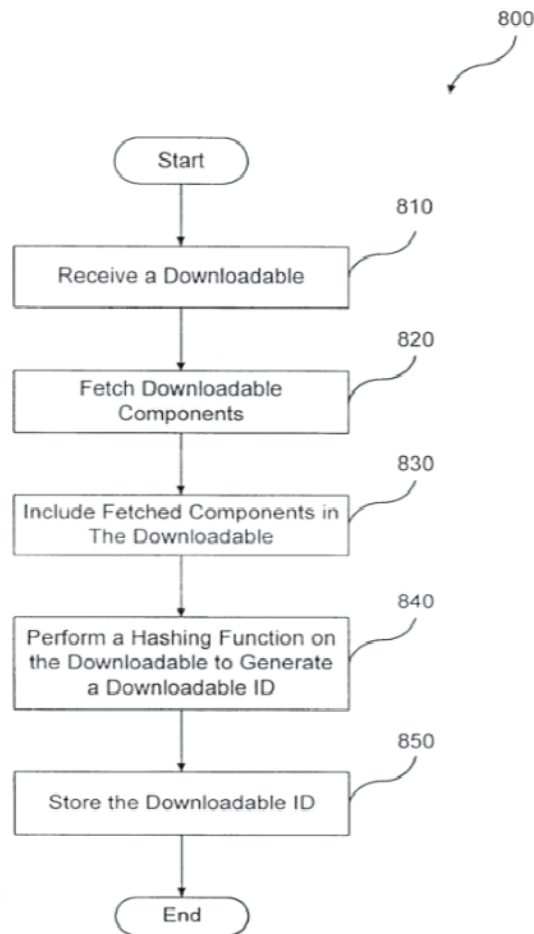 800
Start
810
Receive a Downloadable
820
Fetch Downloadable
Components
830
Include Fetched Components in
The Downloadable
840
Perform a Hashing Function on
the Downloadable to Generate
a Downloadable ID
850
Store the Downloadable ID
End